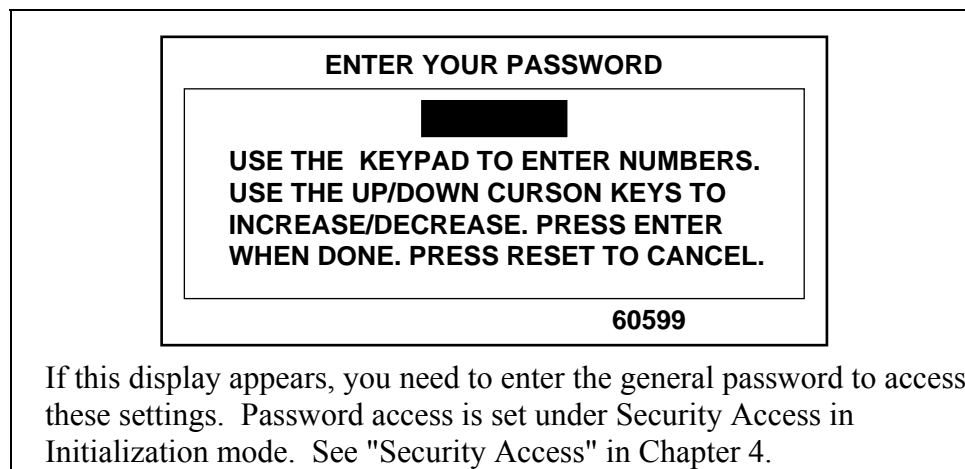 ENTER YOUR PASSWORD
USE THE KEYPAD TO ENTER NUMBERS.
USE THE UP/DOWN CURSON KEYS TO
INCREASE/DECREASE. PRESS ENTER
WHEN DONE. PRESS RESET TO CANCEL.
60599
If this display appears, you need to enter the general password to access
these settings. Password access is set under Security Access in
Initialization mode. See "Security Access" in Chapter 4.